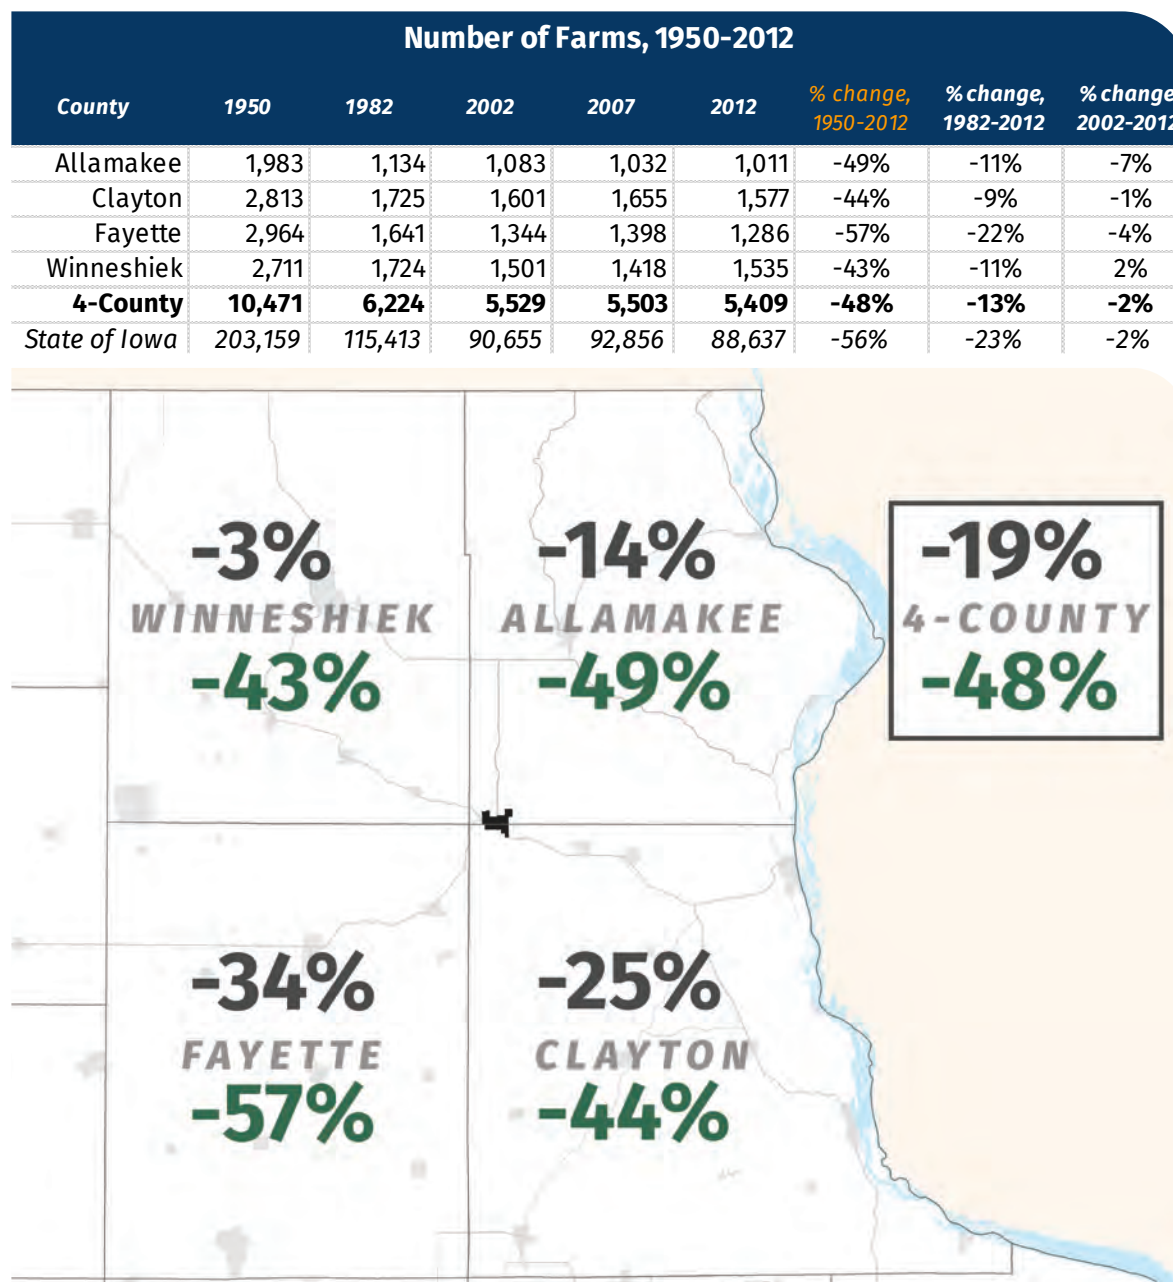 Number of Farms, 1950-2012
County 1950 1982 2002 2007 2012 % change, 1950-2012 % change, 1982-2012 % change 2002-2012
Allamakee 1,983 1,134 1,083 1,032 1,011 -49% -11% -7%
Clayton 2,813 1,725 1,601 1,655 1,577 -44% -9% -1%
Fayette 2,964 1,641 1,344 1,398 1,286 -57% -22% -4%
Winneshiek 2,711 1,724 1,501 1,418 1,535 -43% -11% 2%
4-County 10,471 6,224 5,529 5,503 5,409 -48% -13% -2%
State of Iowa 203,159 115,413 90,655 92,856 88,637 -56% -23% -2%
-3%
WINNESHIEK
-43%
-14%
ALLAMAKEE
-49%
-19%
4-COUNTY
-48%
-34%
FAYETTE
-57%
-25%
CLAYTON
-44%